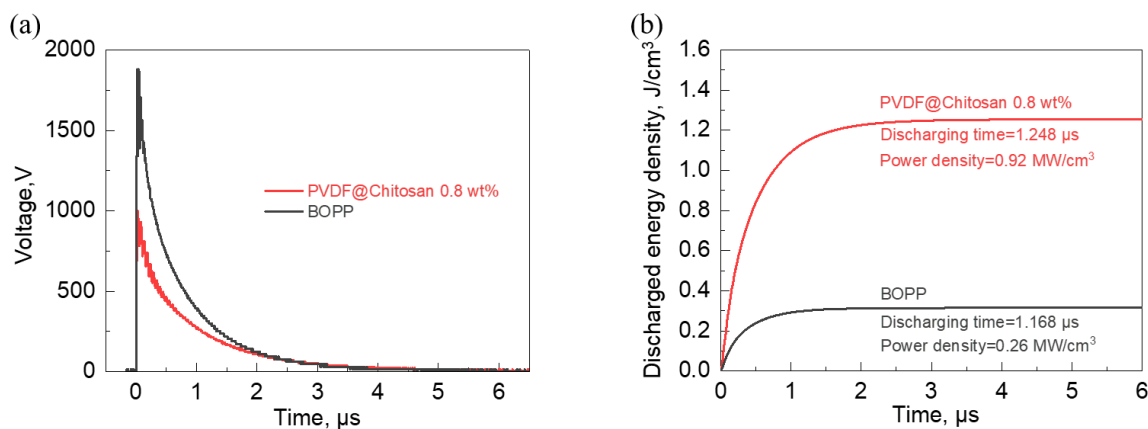 (a)
2000
1500
1000
500
0
Voltage,V
PVDF@Chitosan 0.8 wt%
BOPP
0 1 2 3 4 5 6
Time, μs
(b)
1.6
1.4
1.2
1.0
0.8
0.6
0.4
0.2
0.0
Discharged energy density, J/cm³
PVDF@Chitosan 0.8 wt%
Discharging time=1.248 μs
Power density=0.92 MW/cm³
BOPP
Discharging time=1.168 μs
Power density=0.26 MW/cm³
0 1 2 3 4 5 6
Time, μs